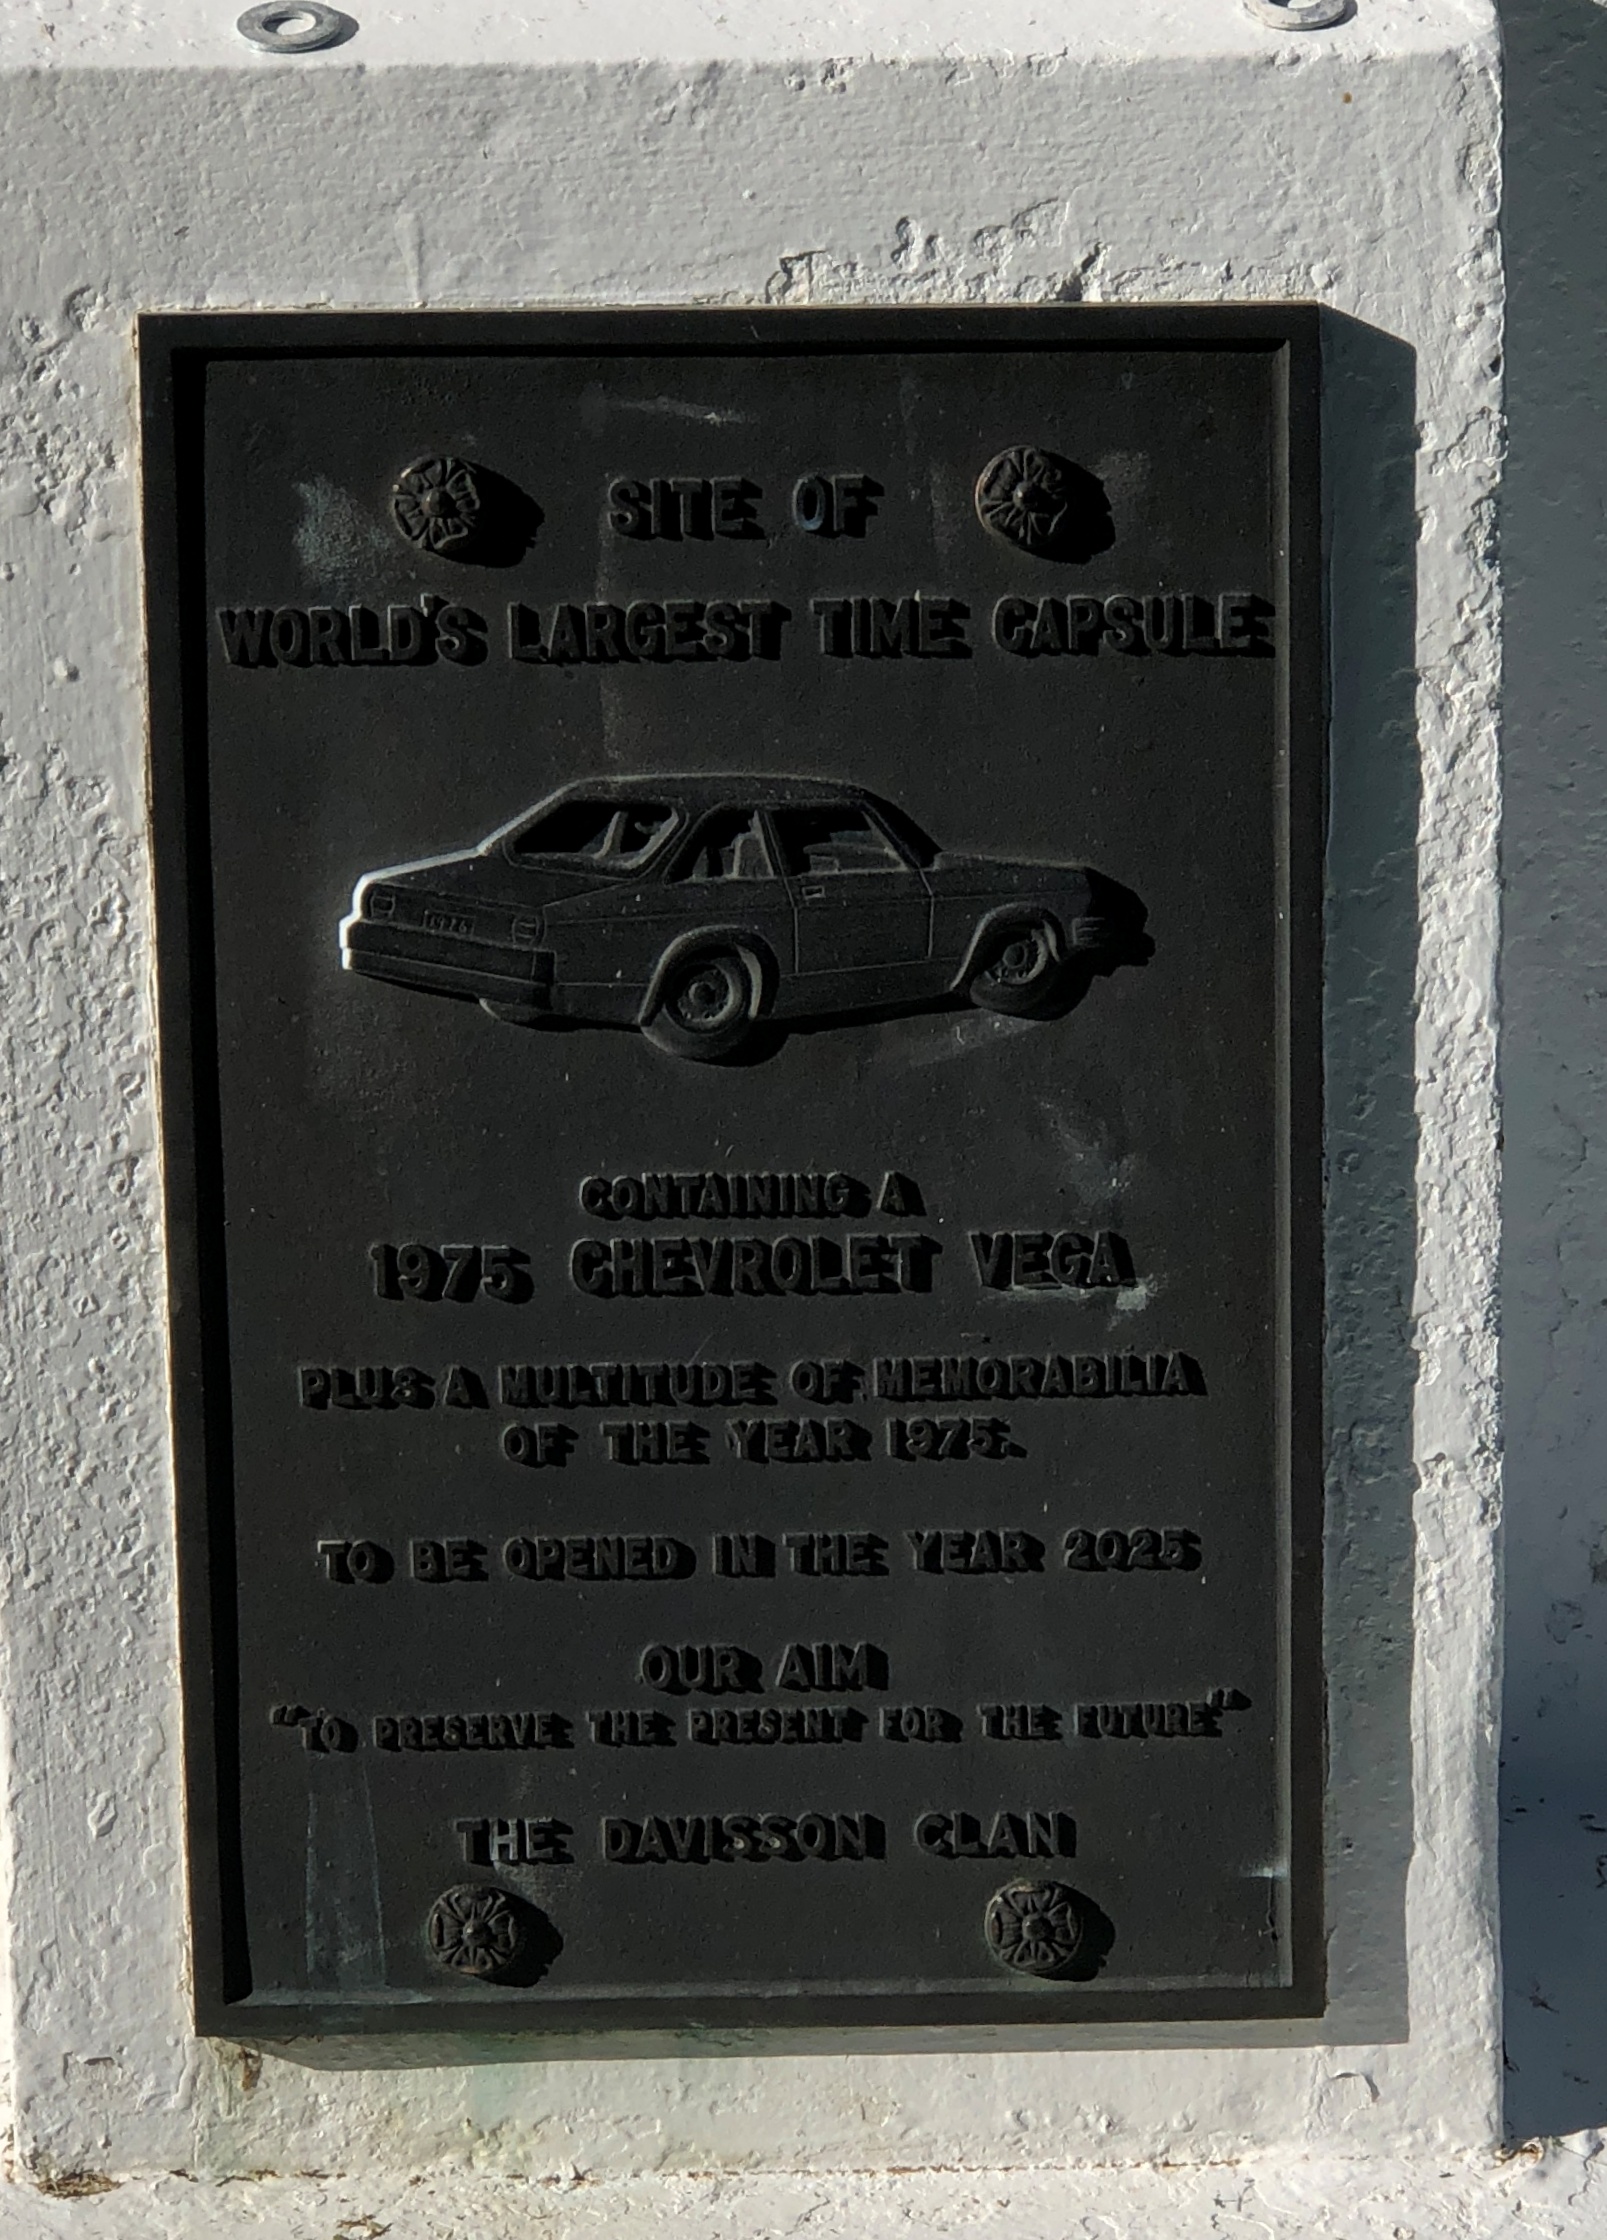 SITE OF
WORLD'S LARGEST TIME CAPSULE
CONTAINING A
1975 CHEVROLET VEGA
PLUS A MULTITUDE OF MEMORABILIA
OF THE YEAR 1975.
TO BE OPENED IN THE YEAR 2025
OUR AIM
"TO PRESERVE THE PRESENT FOR THE FUTURE"
THE DAVISSON CLAN